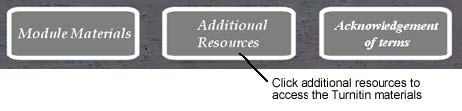 Module Materials
Additional
Resources
Acknowledgement
of terms
Click additional resources to
access the Turnitin materials